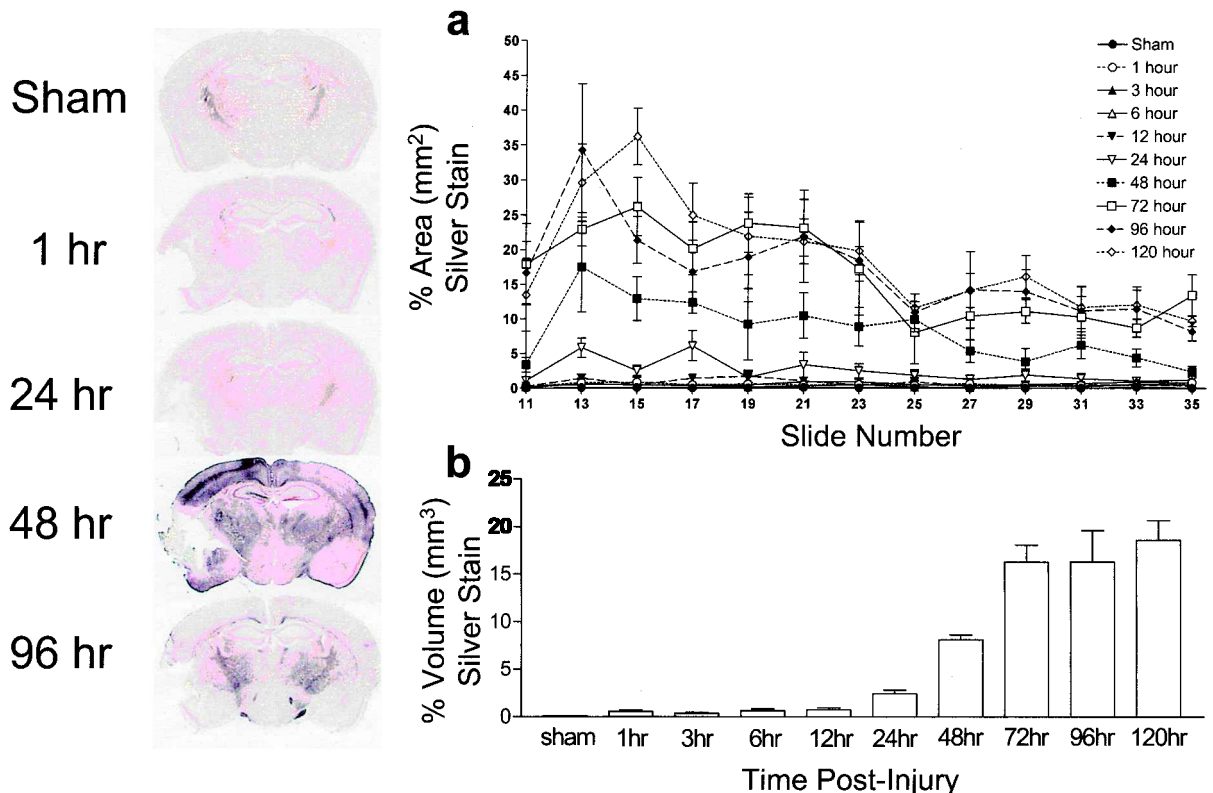 Sham
1 hr
24 hr
48 hr
96 hr
a
% Area (mm²)
Silver Stain
50
45
40
35
30
25
20
15
10
5
0
11 13 15 17 19 21 23 25 27 29 31 33 35
Slide Number
Sham
1 hour
3 hour
6 hour
12 hour
24 hour
48 hour
72 hour
96 hour
120 hour
b
% Volume (mm³)
Silver Stain
25
20
15
10
5
0
sham 1hr 3hr 6hr 12hr 24hr 48hr 72hr 96hr 120hr
Time Post-Injury